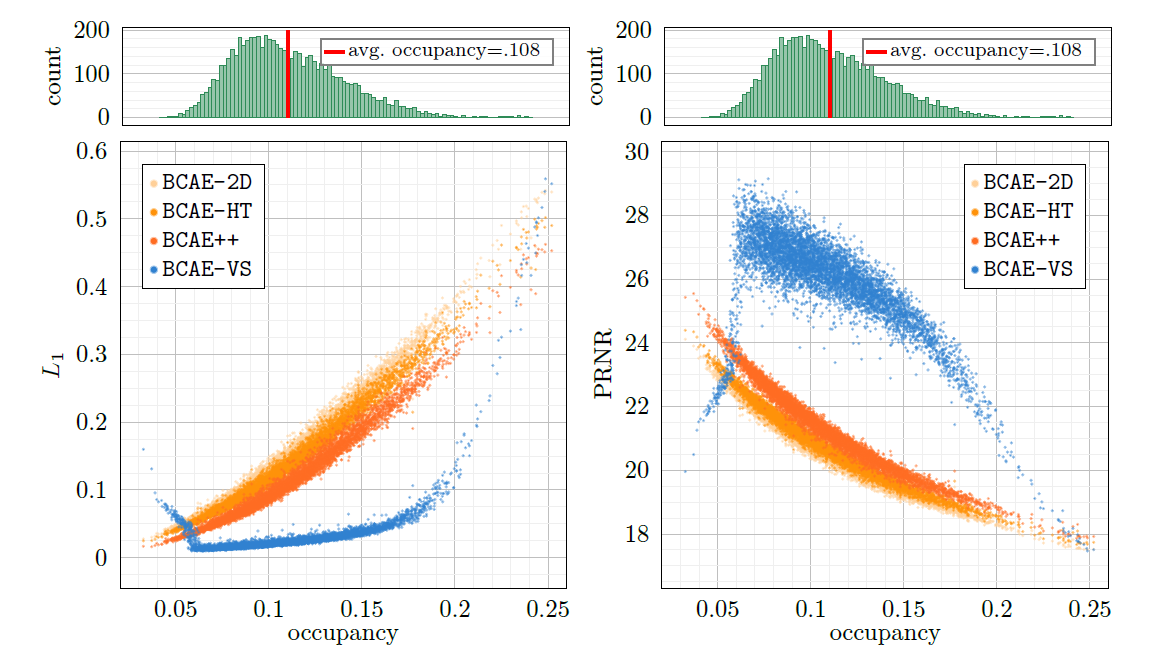 200
100
0
count
avg. occupancy=.108
0.6
0.5
0.4
0.3
0.2
0.1
0
L1
BCAE-2D
BCAE-HT
BCAE++
BCAE-VS
0.05
0.1
0.15
0.2
0.25
occupancy
200
100
0
count
avg. occupancy=.108
30
28
26
24
22
20
18
PRNR
BCAE-2D
BCAE-HT
BCAE++
BCAE-VS
0.05
0.1
0.15
0.2
0.25
occupancy